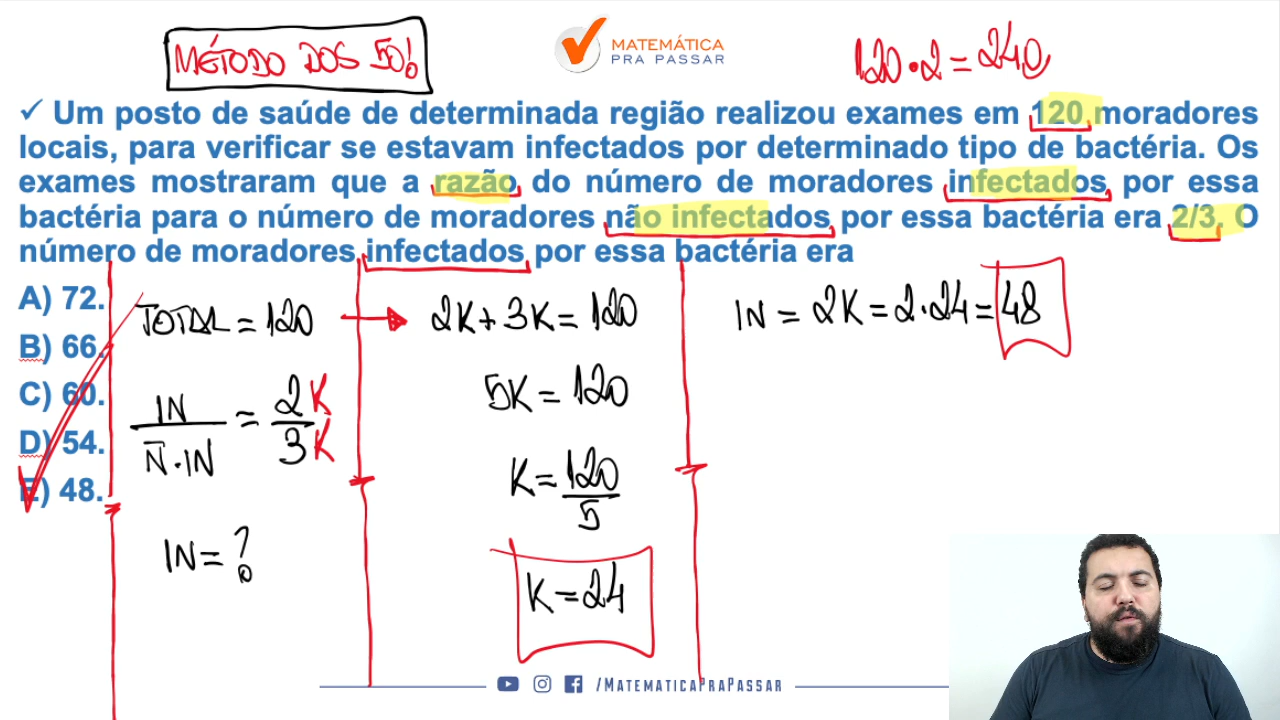 MÉTODO DOS 50!
MATEMÁTICA
PRA PASSAR
120·2=240
✓ Um posto de saúde de determinada região realizou exames em 120 moradores
locais, para verificar se estavam infectados por determinado tipo de bactéria. Os
exames mostraram que a razão do número de moradores infectados por essa
bactéria para o número de moradores não infectados por essa bactéria era 2/3. O
número de moradores infectados por essa bactéria era
A) 72.
B) 66.
C) 60.
D) 54.
E) 48.
TOTAL = 120
IN
N·IN
=
2K
3K
IN = ?
2K + 3K = 120
5K = 120
K = 120
5
K = 24
IN = 2K = 2·24 = 48
/MATEMATICAPRAPASSAR